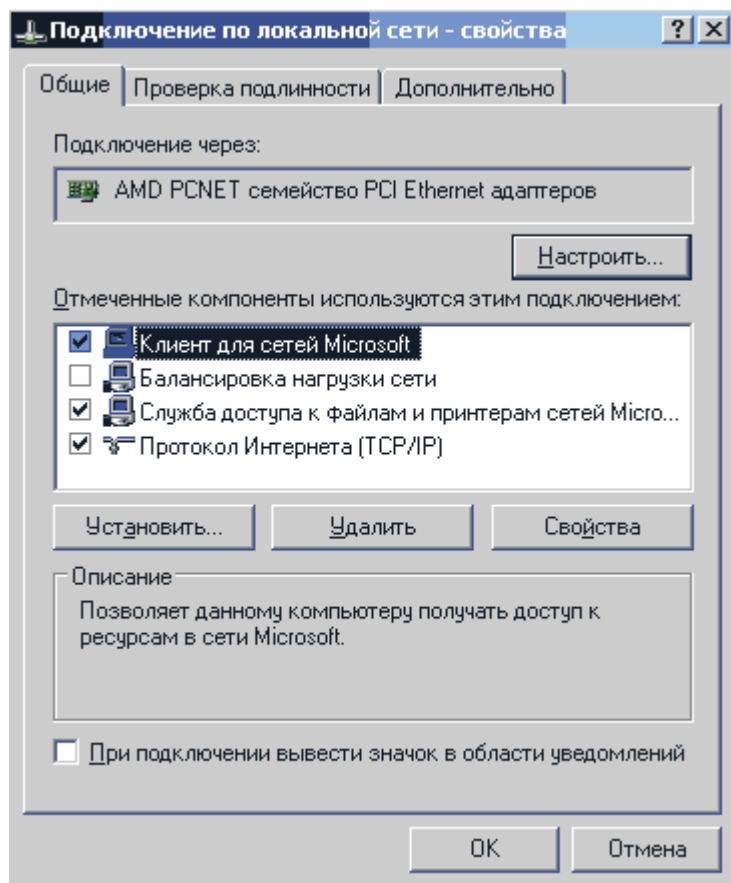 Подключение по локальной сети - свойства
Общие
Проверка подлинности
Дополнительно
Подключение через:
AMD PCNET семейство PCI Ethernet адаптеров
Настроить...
Отмеченные компоненты используются этим подключением:
Клиент для сетей Microsoft
Балансировка нагрузки сети
Служба доступа к файлам и принтерам сетей Micro...
Протокол Интернета (TCP/IP)
Установить...
Удалить
Свойства
Описание
Позволяет данному компьютеру получать доступ к
ресурсам в сети Microsoft.
При подключении вывести значок в области уведомлений
OK
Отмена